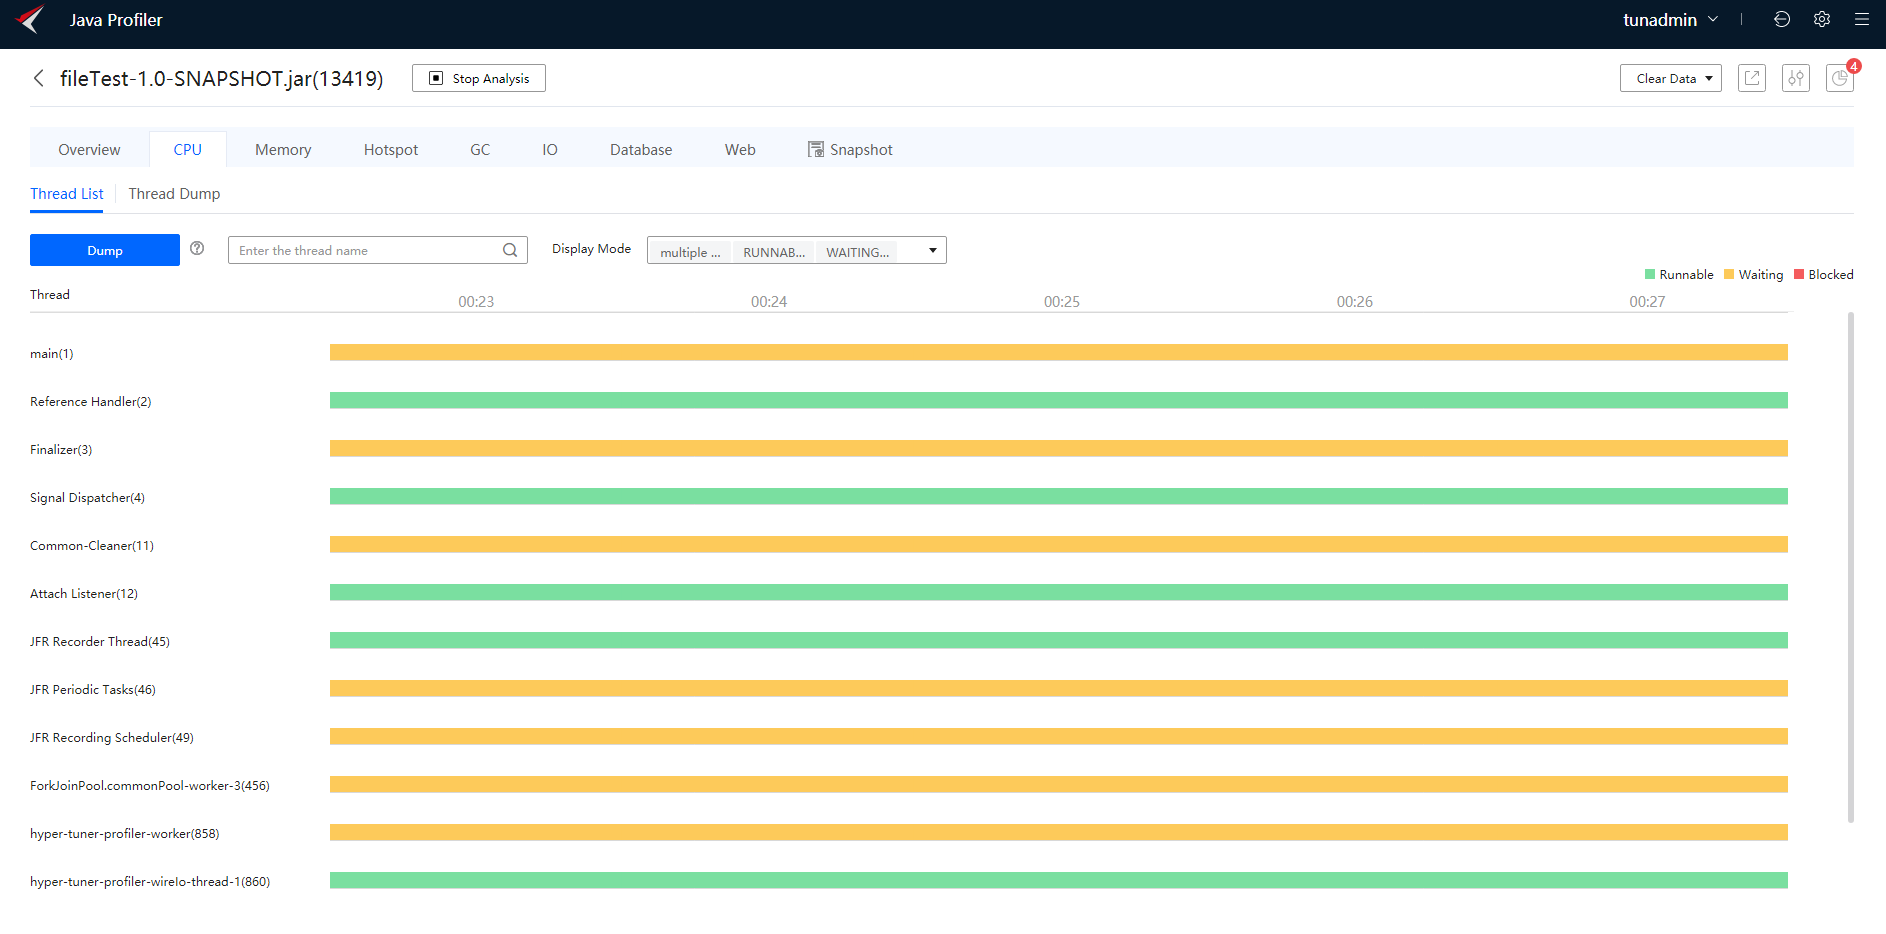 Java Profiler
tunadmin
fileTest-1.0-SNAPSHOT.jar(13419)
Stop Analysis
Clear Data
4
Overview
CPU
Memory
Hotspot
GC
IO
Database
Web
Snapshot
Thread List
Thread Dump
Dump
Enter the thread name
Display Mode
multiple ...
RUNNAB...
WAITING...
Runnable
Waiting
Blocked
Thread
00:23
00:24
00:25
00:26
00:27
main(1)
Reference Handler(2)
Finalizer(3)
Signal Dispatcher(4)
Common-Cleaner(11)
Attach Listener(12)
JFR Recorder Thread(45)
JFR Periodic Tasks(46)
JFR Recording Scheduler(49)
ForkJoinPool.commonPool-worker-3(456)
hyper-tuner-profiler-worker(858)
hyper-tuner-profiler-wireIo-thread-1(860)